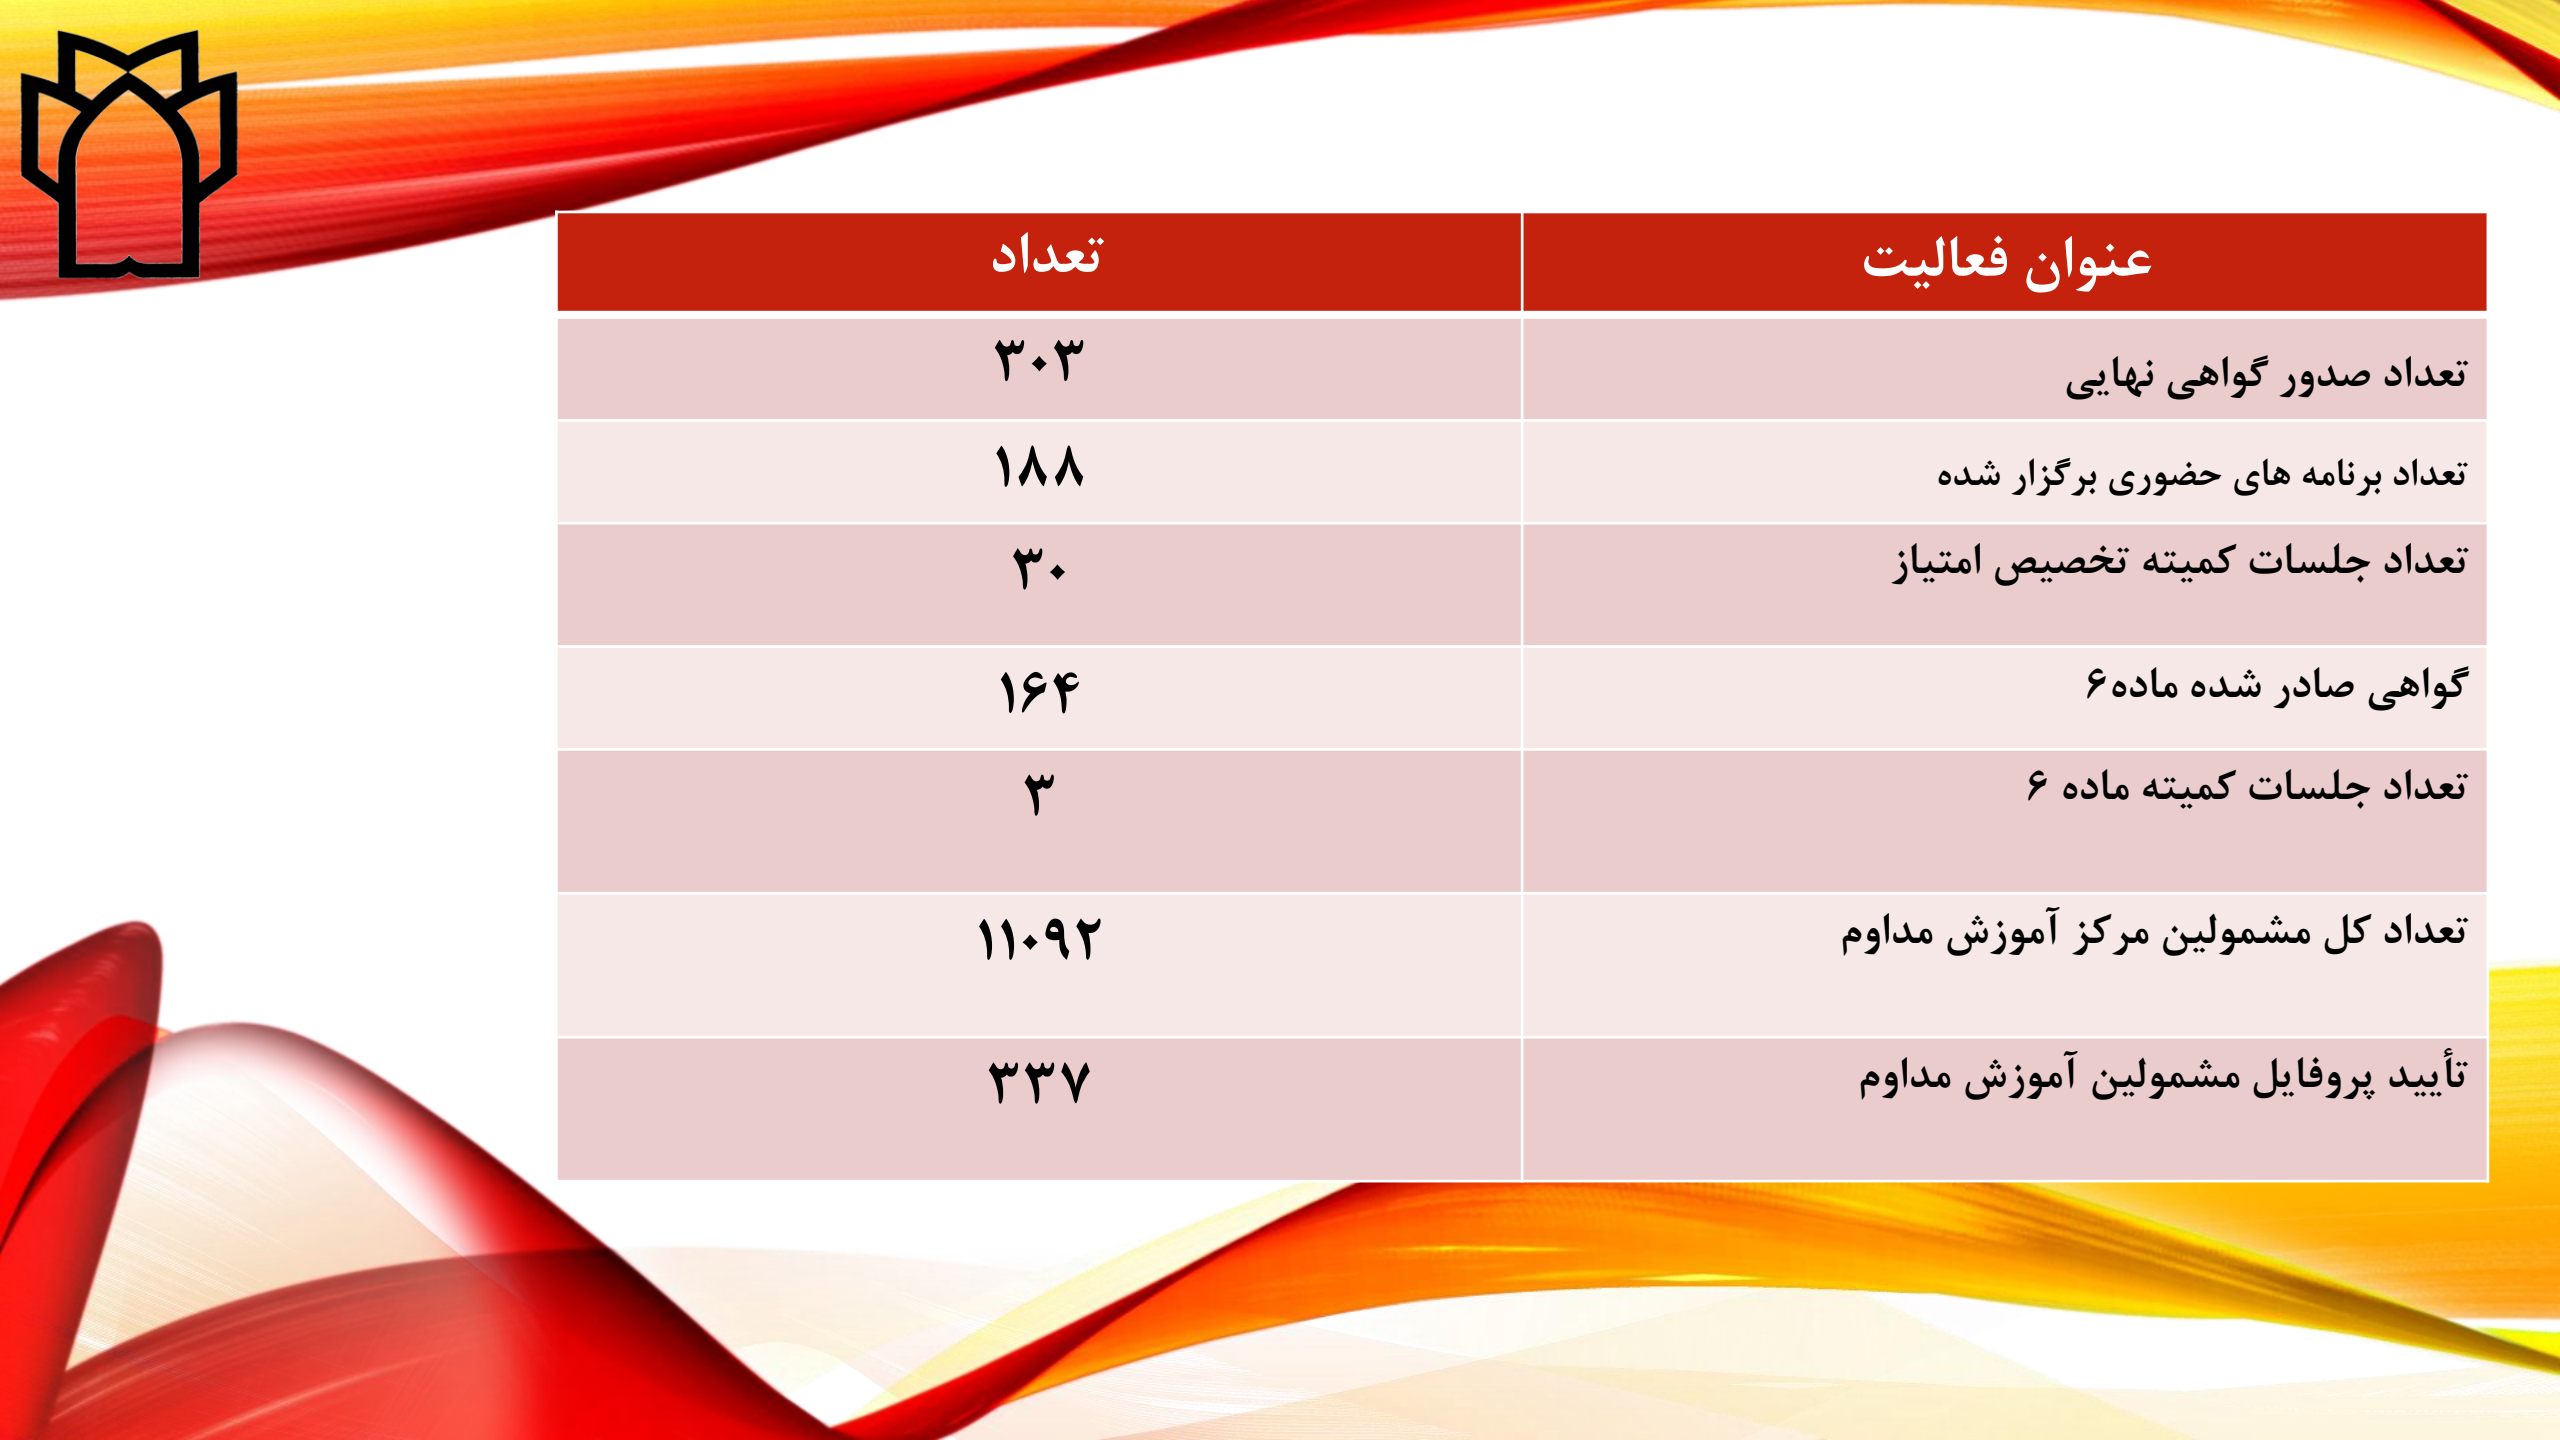 عنوان فعالیت تعداد
تعداد صدور گواهی نهایی ۳۰۳
تعداد برنامه های حضوری برگزار شده ۱۸۸
تعداد جلسات کمیته تخصیص امتیاز ۳۰
گواهی صادر شده ماده۶ ۱۶۴
تعداد جلسات کمیته ماده ۶ ۳
تعداد کل مشمولین مرکز آموزش مداوم ۱۱۰۹۲
تأیید پروفایل مشمولین آموزش مداوم ۳۳۷